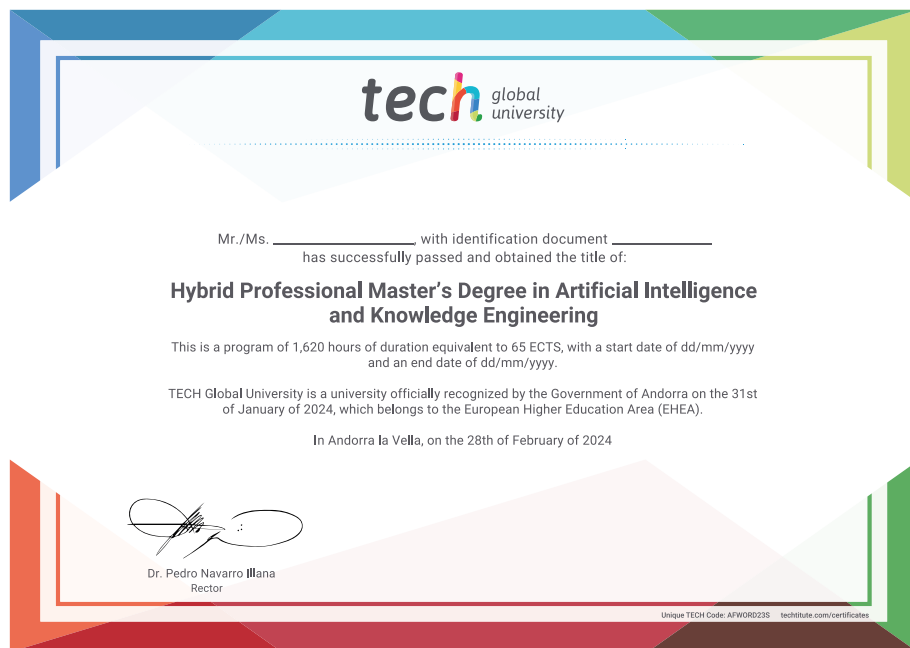 tech global
university
Mr./Ms. ________________, with identification document ____________
has successfully passed and obtained the title of:
Hybrid Professional Master’s Degree in Artificial Intelligence
and Knowledge Engineering
This is a program of 1,620 hours of duration equivalent to 65 ECTS, with a start date of dd/mm/yyyy
and an end date of dd/mm/yyyy.
TECH Global University is a university officially recognized by the Government of Andorra on the 31st
of January of 2024, which belongs to the European Higher Education Area (EHEA).
In Andorra la Vella, on the 28th of February of 2024
Dr. Pedro Navarro Illana
Rector
Unique TECH Code: AFWORD23S techtitute.com/certificates